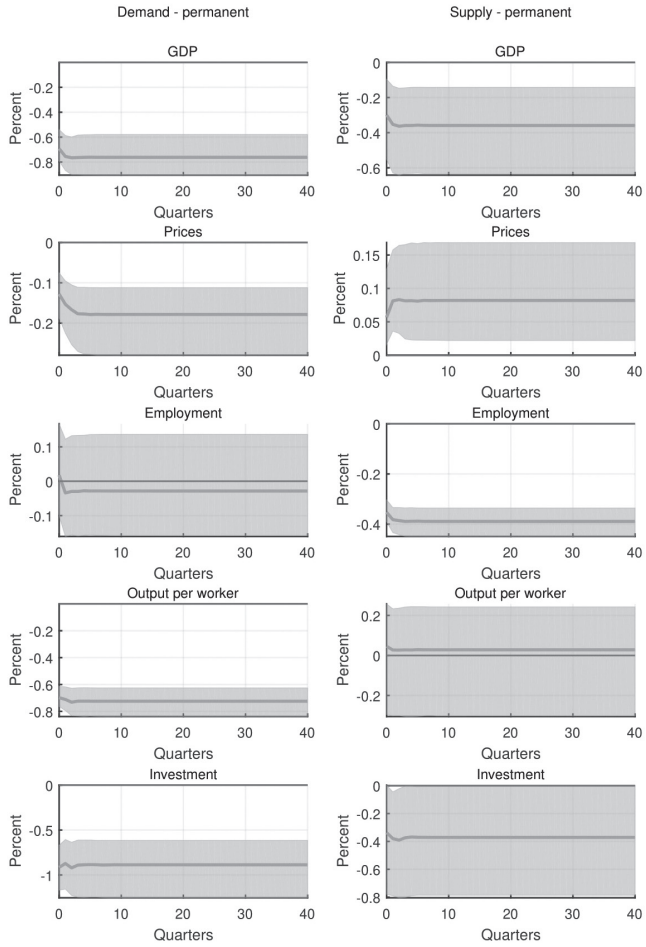 Demand - permanent
Supply - permanent
GDP
GDP
Percent
Percent
-0.2
-0.4
-0.6
-0.8
0
-0.2
-0.4
-0.6
0 10 20 30 40
0 10 20 30 40
Quarters
Quarters
Prices
Prices
Percent
Percent
0
-0.1
-0.2
0.15
0.1
0.05
0
0 10 20 30 40
0 10 20 30 40
Quarters
Quarters
Employment
Employment
Percent
Percent
0.1
0
-0.1
0
-0.2
-0.4
0 10 20 30 40
0 10 20 30 40
Quarters
Quarters
Output per worker
Output per worker
Percent
Percent
-0.2
-0.4
-0.6
-0.8
0.2
0
-0.2
0 10 20 30 40
0 10 20 30 40
Quarters
Quarters
Investment
Investment
Percent
Percent
0
-0.5
-1
0
-0.2
-0.4
-0.6
-0.8
0 10 20 30 40
0 10 20 30 40
Quarters
Quarters